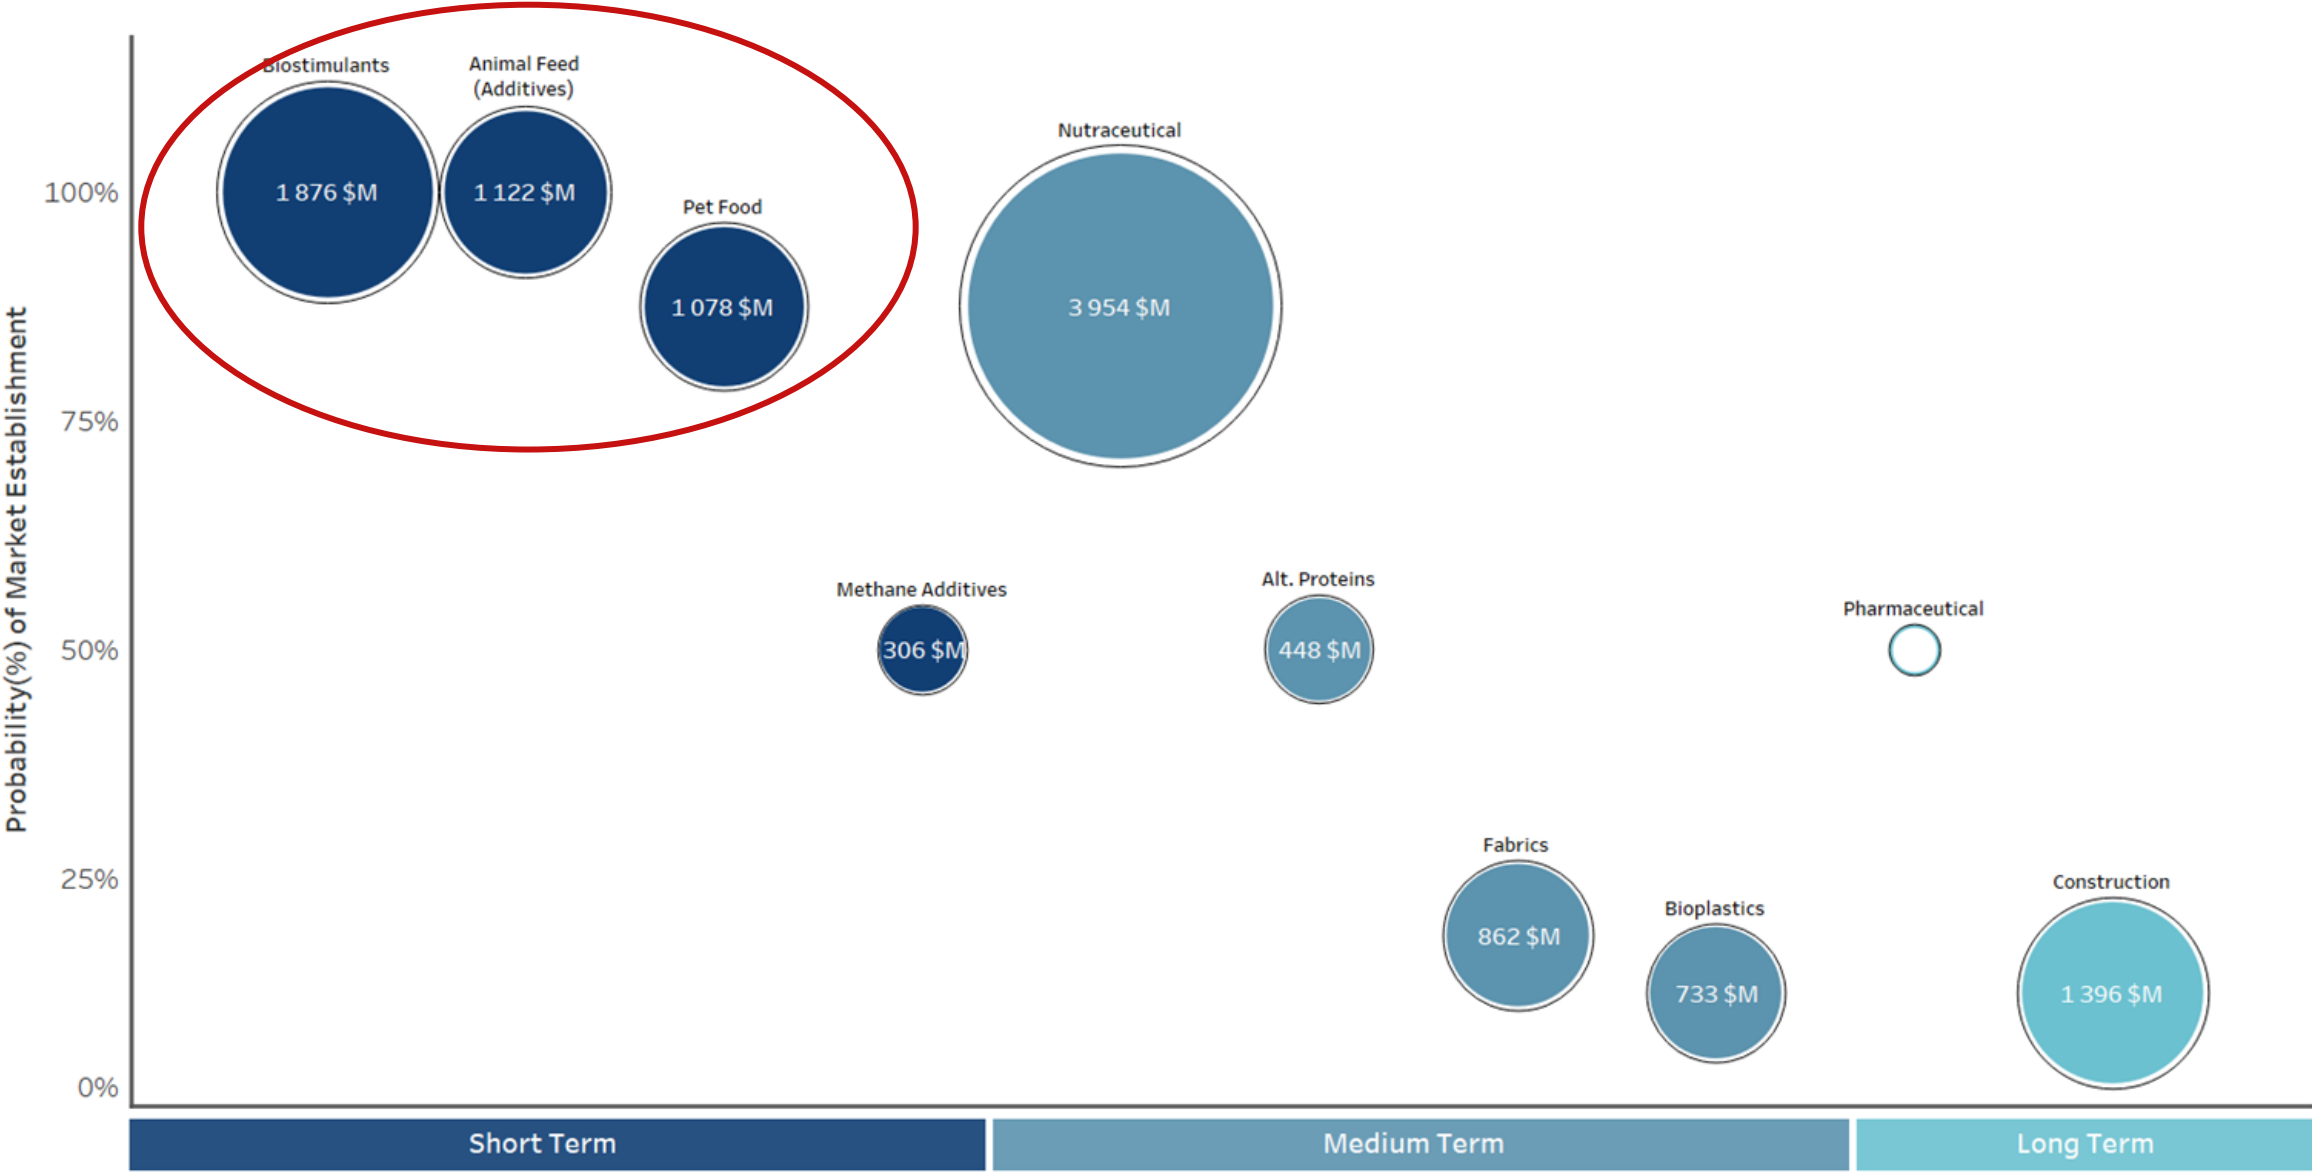 Biostimulants
Animal Feed
(Additives)
Nutraceutical
100%
1 876 $M
1 122 $M
Pet Food
1 078 $M
3 954 $M
75%
Probability(%) of Market Establishment
Methane Additives
Alt. Proteins
Pharmaceutical
50%
306 $M
448 $M
Fabrics
25%
Construction
Bioplastics
862 $M
733 $M
1 396 $M
0%
Short Term
Medium Term
Long Term